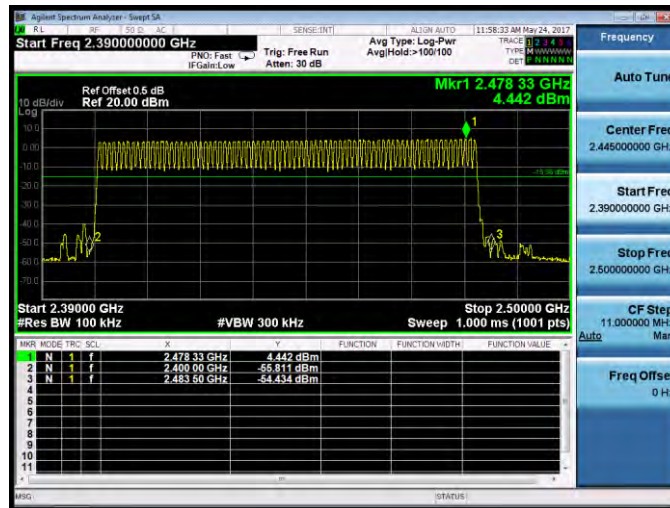 Agilent Spectrum Analyzer - Swept SA
RL RF 50 Ω AC SENSE:INT ALIGN AUTO 11:58:33 AM May 24, 2017
Start Freq 2.390000000 GHz
PNO: Fast
IFGain:Low
Trig: Free Run
Atten: 30 dB
Avg Type: Log-Pwr
Avg|Hold:>100/100
TRACE 1 2 3 4 5 6
TYPE M WWWWW
DET P N N N N N
Ref Offset 0.5 dB
10 dB/div Ref 20.00 dBm
Log
Mkr1 2.478 33 GHz
4.442 dBm
10.0
0.00
-10.0
-20.0
-30.0
-40.0
-50.0
-60.0
-70.0
1
2
3
Start 2.39000 GHz Stop 2.50000 GHz
#Res BW 100 kHz #VBW 300 kHz Sweep 1.000 ms (1001 pts)
MKR MODE TRC SCL X Y FUNCTION FUNCTION WIDTH FUNCTION VALUE
1 N 1 f 2.478 33 GHz 4.442 dBm
2 N 1 f 2.400 00 GHz -55.811 dBm
3 N 1 f 2.483 50 GHz -54.434 dBm
4
5
6
7
8
9
10
11
MSG STATUS
Frequency
Auto Tune
Center Freq
2.445000000 GHz
Start Freq
2.390000000 GHz
Stop Freq
2.500000000 GHz
CF Step
11.000000 MHz
Auto Man
Freq Offset
0 Hz